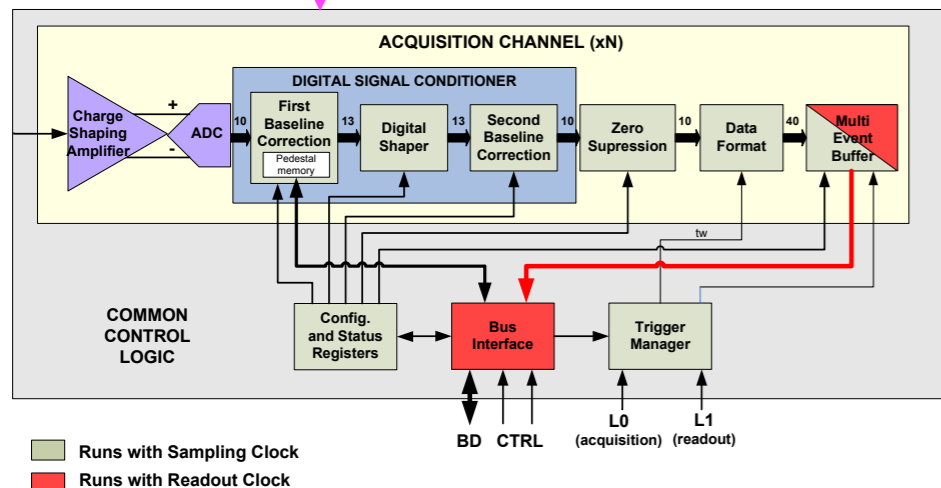 ACQUISITION CHANNEL (xN)
DIGITAL SIGNAL CONDITIONER
Charge
Shaping
Amplifier
+
-
ADC
10
First
Baseline
Correction
Pedestal
memory
13
Digital
Shaper
13
Second
Baseline
Correction
10
Zero
Supression
10
Data
Format
40
Multi
Event
Buffer
tw
COMMON
CONTROL
LOGIC
Config.
and Status
Registers
Bus
Interface
Trigger
Manager
BD
CTRL
L0
(acquisition)
L1
(readout)
Runs with Sampling Clock
Runs with Readout Clock